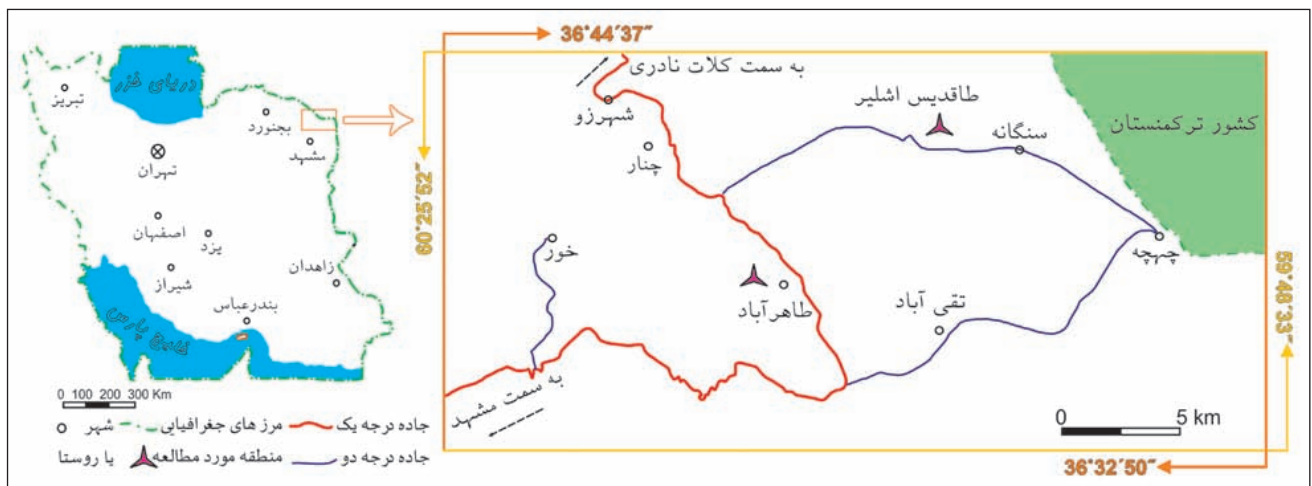 دریای خزر
تبریز
بجنورد
مشهد
تهران
اصفهان
یزد
شیراز
زاهدان
بندرعباس
خلیج پارس
0 100 200 300 Km
شهر
مرز های جغرافیایی
جاده درجه یک
یا روستا
منطقه مورد مطالعه
جاده درجه دو
36°44′37″
60°25′52″
به سمت کلات نادری
شهرزو
چنار
طاقدیس اشلیر
سنگانه
کشور ترکمنستان
خور
چهچه
طاهرآباد
تقی آباد
به سمت مشهد
0 5 km
59°48′33″
36°32′50″